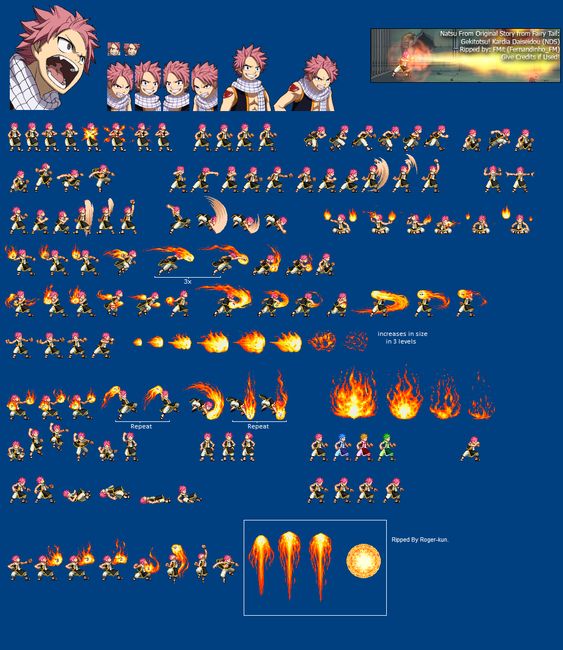 Natsu From Original Story from Fairy Tail:
Gekitotsu! Kardia Daiseidou (NDS)
Ripped by: FMit (Fernandinho_FM)
Give Credits if Used!
3x
increases in size
in 3 levels
Repeat
Repeat
Ripped By Roger-kun.